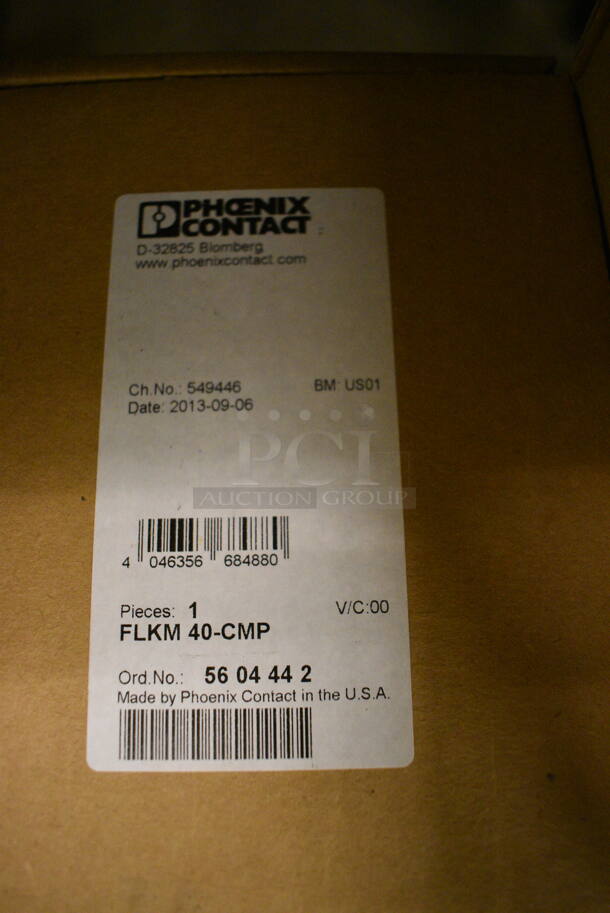 PHŒNIX
CONTACT
D-32825 Blomberg
www.phoenixcontact.com
Ch.No.: 549446 BM: US01
Date: 2013-09-06
PCI
AUCTION GROUP
4 046356 684880
Pieces: 1 V/C:00
FLKM 40-CMP
Ord.No.: 56 04 44 2
Made by Phoenix Contact in the U.S.A.